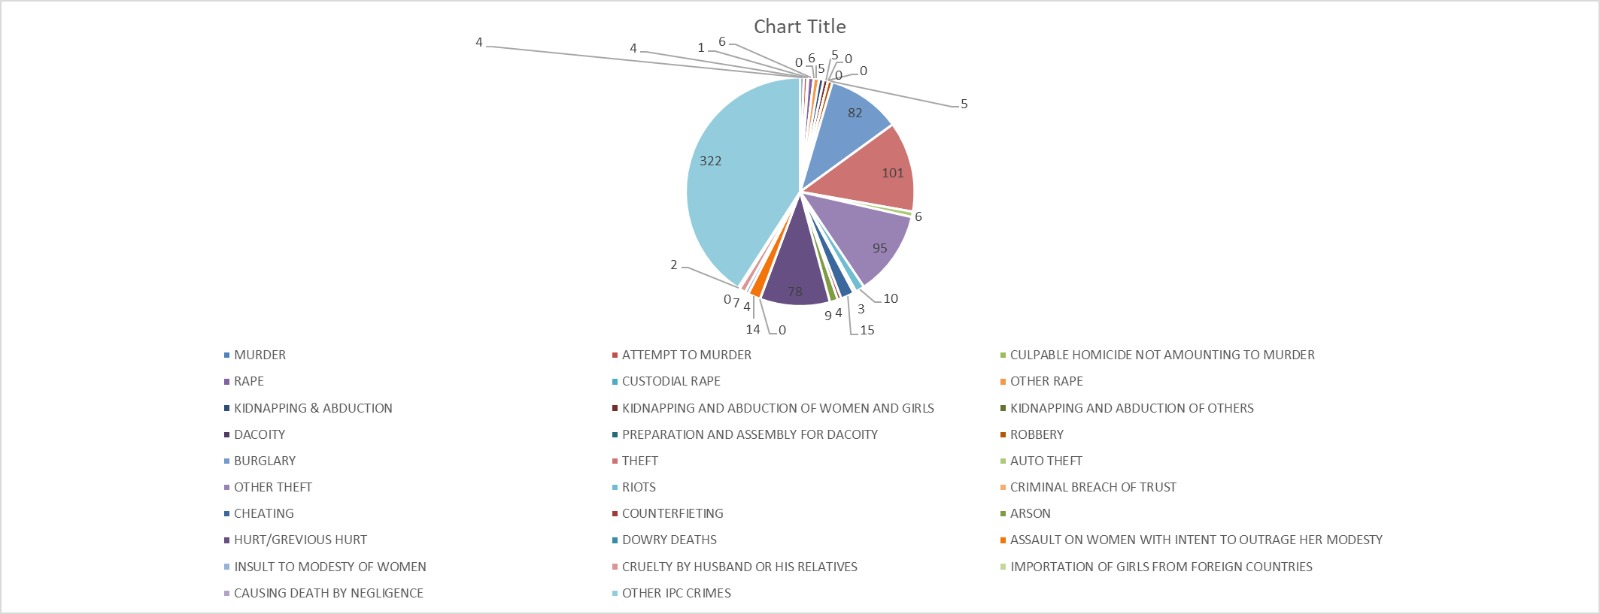 Chart Title
4
4
1
6
0
6
5
5
0
0
0
5
82
101
6
95
10
3
15
4
9
78
0
14
4
7
0
2
322
MURDER ATTEMPT TO MURDER CULPABLE HOMICIDE NOT AMOUNTING TO MURDER
RAPE CUSTODIAL RAPE OTHER RAPE
KIDNAPPING & ABDUCTION KIDNAPPING AND ABDUCTION OF WOMEN AND GIRLS KIDNAPPING AND ABDUCTION OF OTHERS
DACOITY PREPARATION AND ASSEMBLY FOR DACOITY ROBBERY
BURGLARY THEFT AUTO THEFT
OTHER THEFT RIOTS CRIMINAL BREACH OF TRUST
CHEATING COUNTERFIETING ARSON
HURT/GREVIOUS HURT DOWRY DEATHS ASSAULT ON WOMEN WITH INTENT TO OUTRAGE HER MODESTY
INSULT TO MODESTY OF WOMEN CRUELTY BY HUSBAND OR HIS RELATIVES IMPORTATION OF GIRLS FROM FOREIGN COUNTRIES
CAUSING DEATH BY NEGLIGENCE OTHER IPC CRIMES